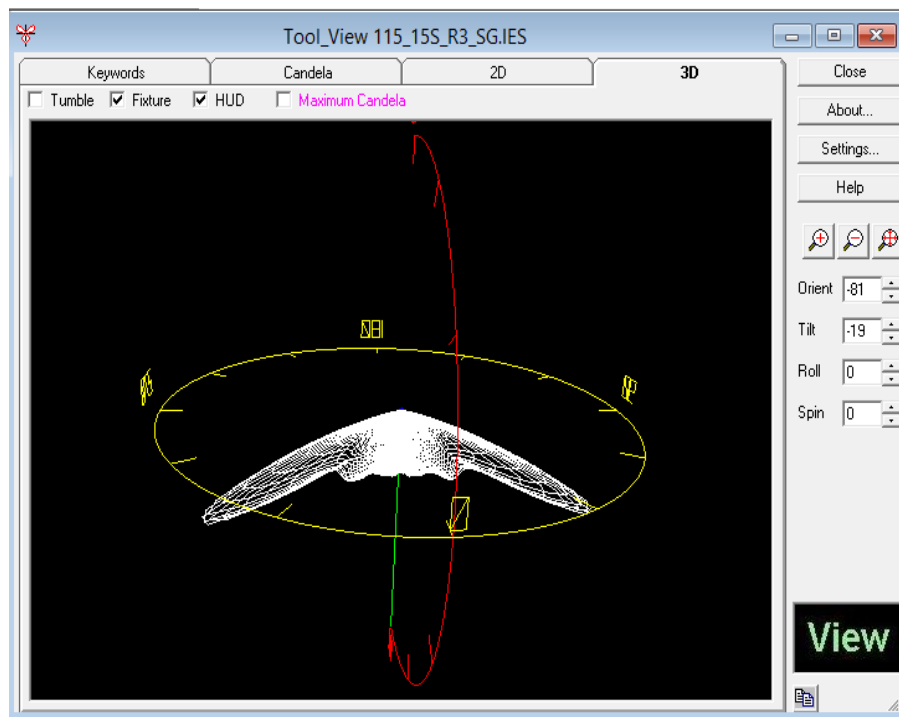 Tool_View 115_15S_R3_SG.IES
Keywords
Candela
2D
3D
Close
Tumble
Fixture
HUD
Maximum Candela
About...
Settings...
Help
Orient
-81
Tilt
-19
Roll
0
Spin
0
View